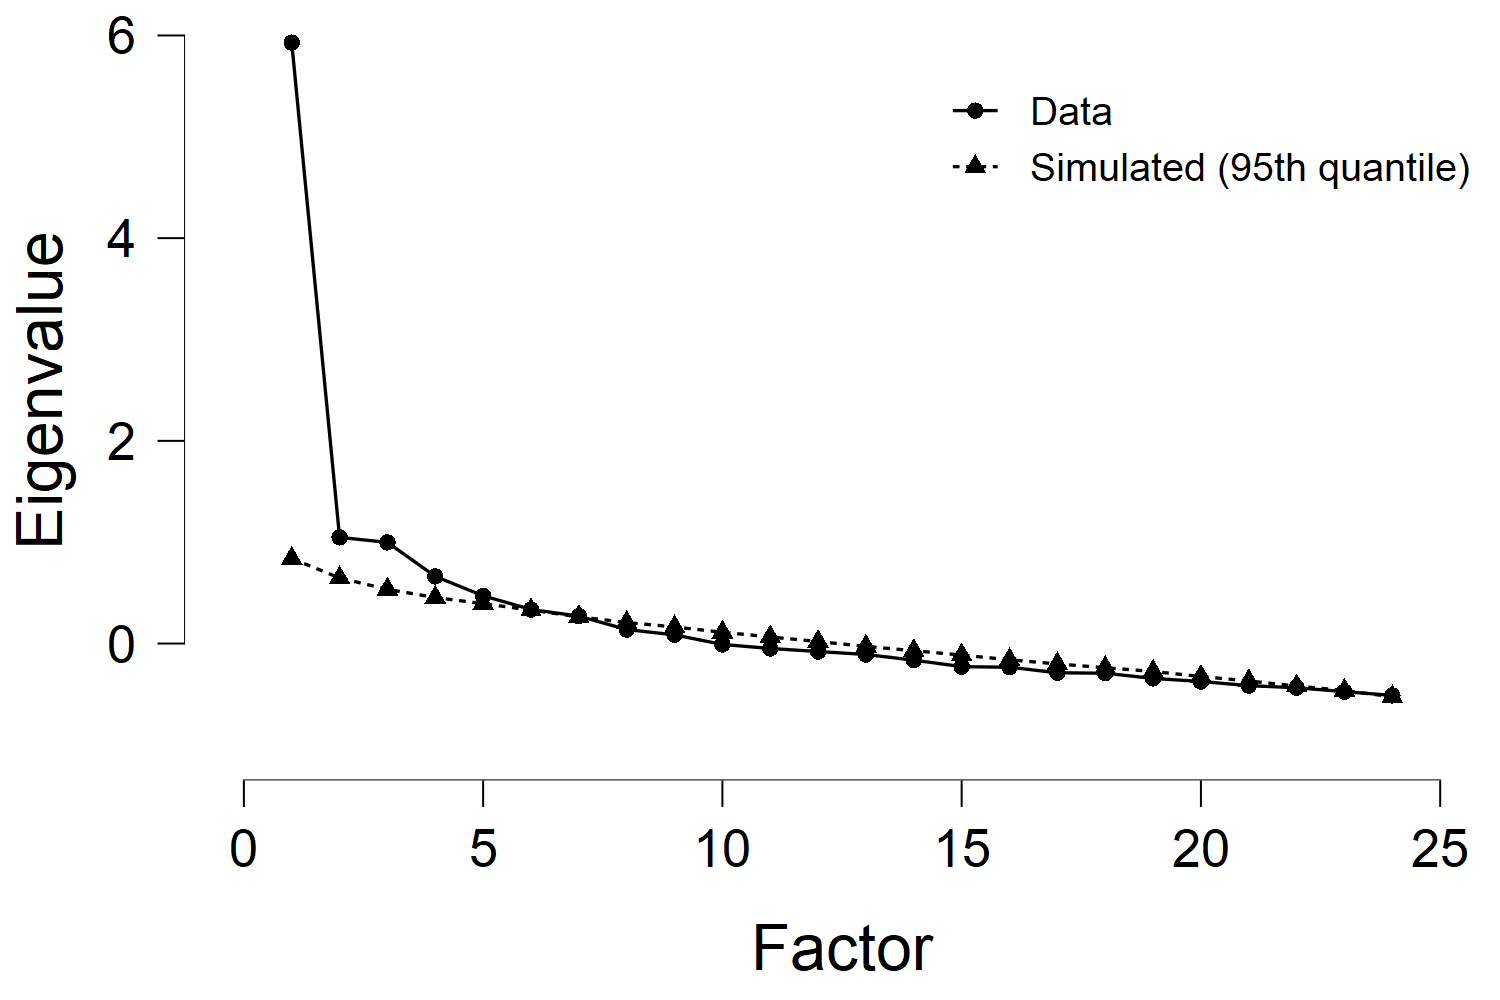 6
4
2
0
Eigenvalue
Data
Simulated (95th quantile)
0 5 10 15 20 25
Factor